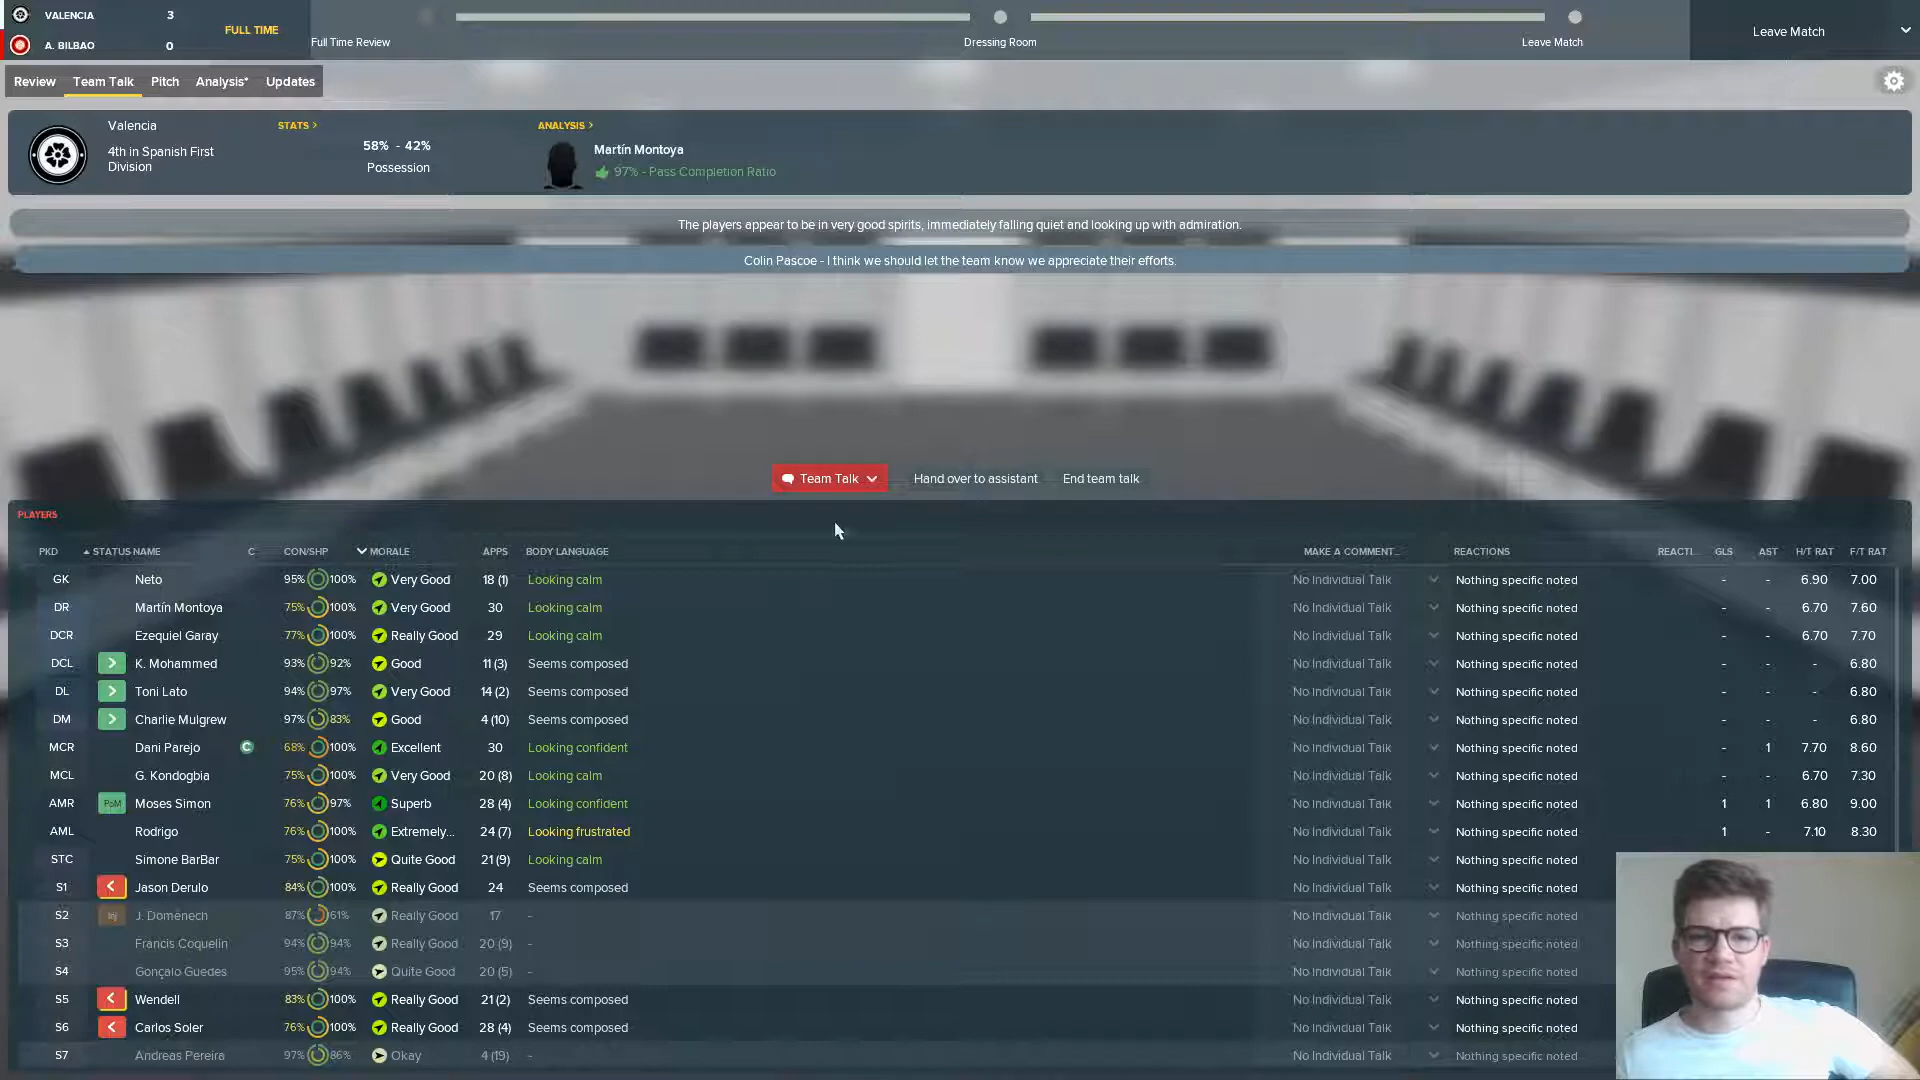 VALENCIA 3
A. BILBAO 0
FULL TIME
Full Time Review
Dressing Room
Leave Match
Leave Match
Review Team Talk Pitch Analysis* Updates
Valencia
4th in Spanish First
Division
STATS >
58% - 42%
Possession
ANALYSIS >
Martín Montoya
97% - Pass Completion Ratio
The players appear to be in very good spirits, immediately falling quiet and looking up with admiration.
Colin Pascoe - I think we should let the team know we appreciate their efforts.
Team Talk Hand over to assistant End team talk
PLAYERS
PKD STATUS NAME C CON/SHP MORALE APPS BODY LANGUAGE MAKE A COMMENT... REACTIONS REACTI... GLS AST H/T RAT F/T RAT
GK Neto 95% 100% Very Good 18 (1) Looking calm No Individual Talk Nothing specific noted - - 6.90 7.00
DR Martín Montoya 75% 100% Very Good 30 Looking calm No Individual Talk Nothing specific noted - - 6.70 7.60
DCR Ezequiel Garay 77% 100% Really Good 29 Looking calm No Individual Talk Nothing specific noted - - 6.70 7.70
DCL K. Mohammed 93% 92% Good 11 (3) Seems composed No Individual Talk Nothing specific noted - - - 6.80
DL Toni Lato 94% 97% Very Good 14 (2) Seems composed No Individual Talk Nothing specific noted - - - 6.80
DM Charlie Mulgrew 97% 83% Good 4 (10) Seems composed No Individual Talk Nothing specific noted - - - 6.80
MCR Dani Parejo C 68% 100% Excellent 30 Looking confident No Individual Talk Nothing specific noted - 1 7.70 8.60
MCL G. Kondogbia 75% 100% Very Good 20 (8) Looking calm No Individual Talk Nothing specific noted - - 6.70 7.30
AMR PoM Moses Simon 76% 97% Superb 28 (4) Looking confident No Individual Talk Nothing specific noted 1 1 6.80 9.00
AML Rodrigo 76% 100% Extremely... 24 (7) Looking frustrated No Individual Talk Nothing specific noted 1 - 7.10 8.30
STC Simone BarBar 75% 100% Quite Good 21 (9) Looking calm No Individual Talk Nothing specific noted
S1 Jason Derulo 84% 100% Really Good 24 Seems composed No Individual Talk Nothing specific noted
S2 Inj J. Doménech 87% 61% Really Good 17 - No Individual Talk Nothing specific noted
S3 Francis Coquelin 94% 94% Really Good 20 (9) - No Individual Talk Nothing specific noted
S4 Gonçalo Guedes 95% 94% Quite Good 20 (5) - No Individual Talk Nothing specific noted
S5 Wendell 83% 100% Really Good 21 (2) Seems composed No Individual Talk Nothing specific noted
S6 Carlos Soler 76% 100% Really Good 28 (4) Seems composed No Individual Talk Nothing specific noted
S7 Andreas Pereira 97% 86% Okay 4 (19) - No Individual Talk Nothing specific noted